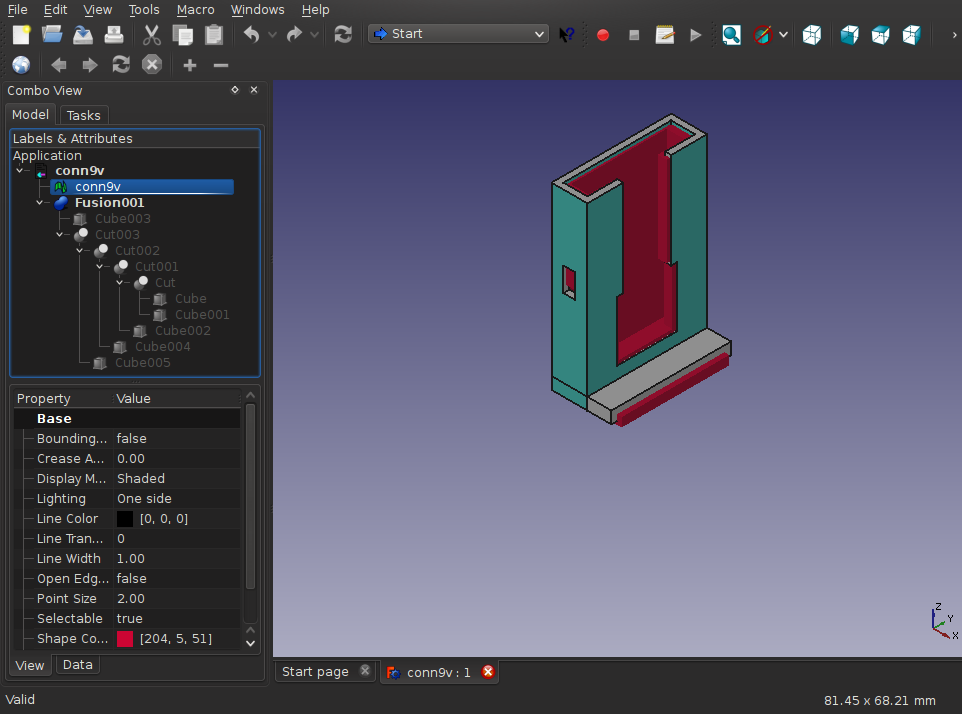 File Edit View Tools Macro Windows Help
Start
Combo View
Model Tasks
Labels & Attributes
Application
conn9v
conn9v
Fusion001
Cube003
Cut003
Cut002
Cut001
Cut
Cube
Cube001
Cube002
Cube004
Cube005
Property Value
Base
Bounding... false
Crease A... 0.00
Display M... Shaded
Lighting One side
Line Color [0, 0, 0]
Line Tran... 0
Line Width 1.00
Open Edg... false
Point Size 2.00
Selectable true
Shape Co... [204, 5, 51]
View Data
Z
Y
X
Start page conn9v : 1
Valid 81.45 x 68.21 mm